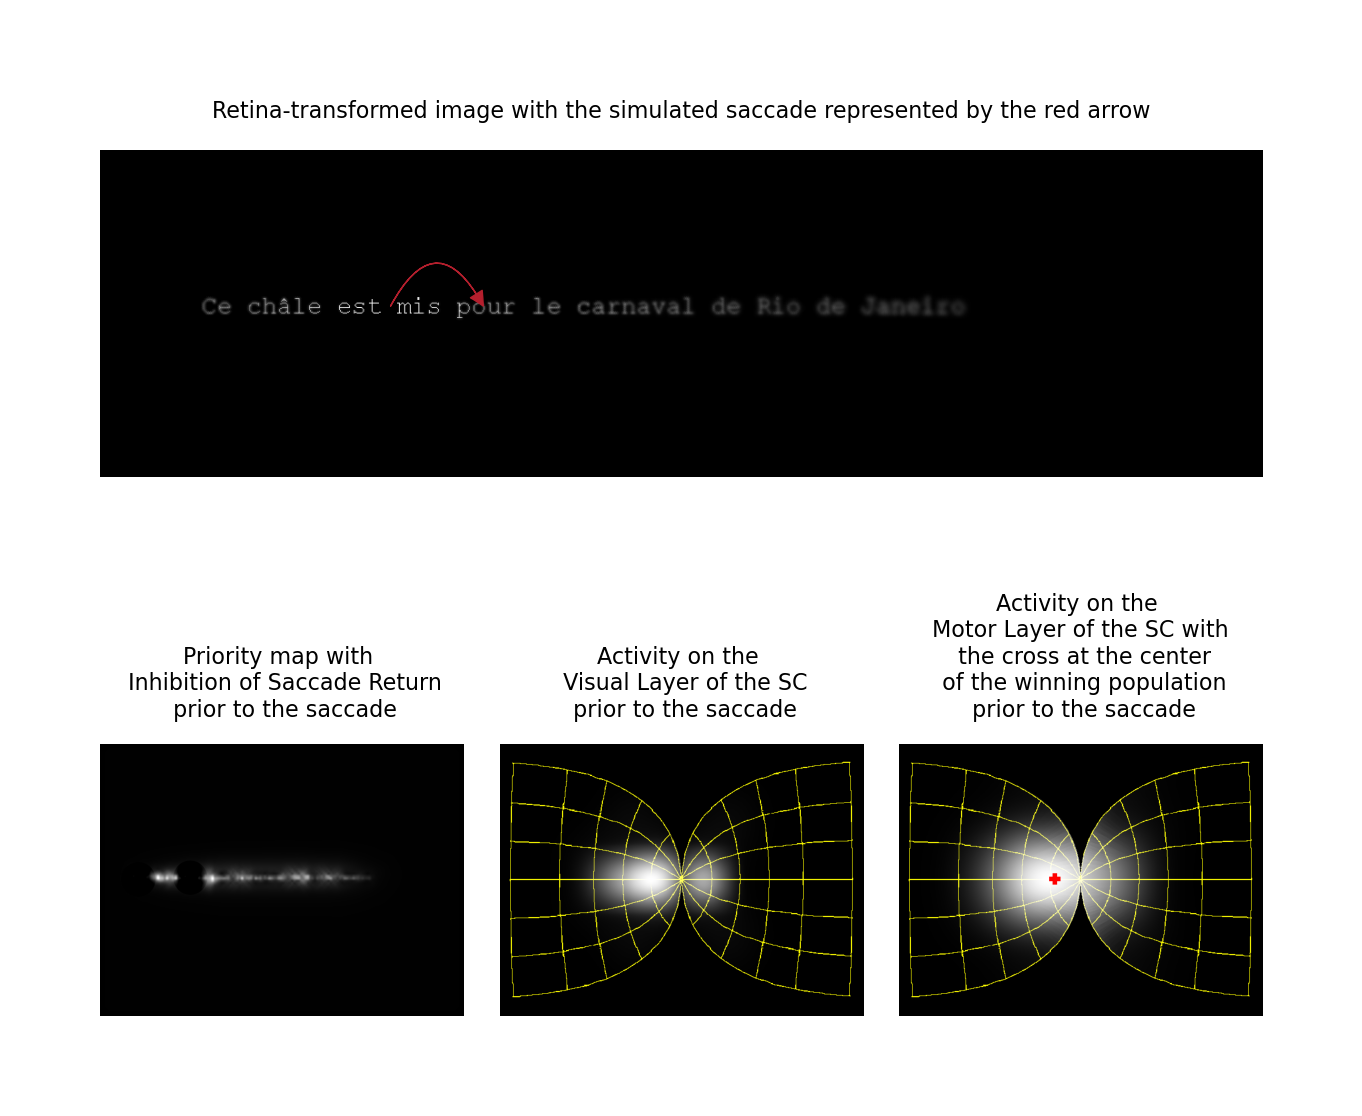 Retina-transformed image with the simulated saccade represented by the red arrow
Ce châle est mis pour le carnaval de Rio de Janeiro
Priority map with
Inhibition of Saccade Return
prior to the saccade
Activity on the
Visual Layer of the SC
prior to the saccade
Activity on the
Motor Layer of the SC with
the cross at the center
of the winning population
prior to the saccade